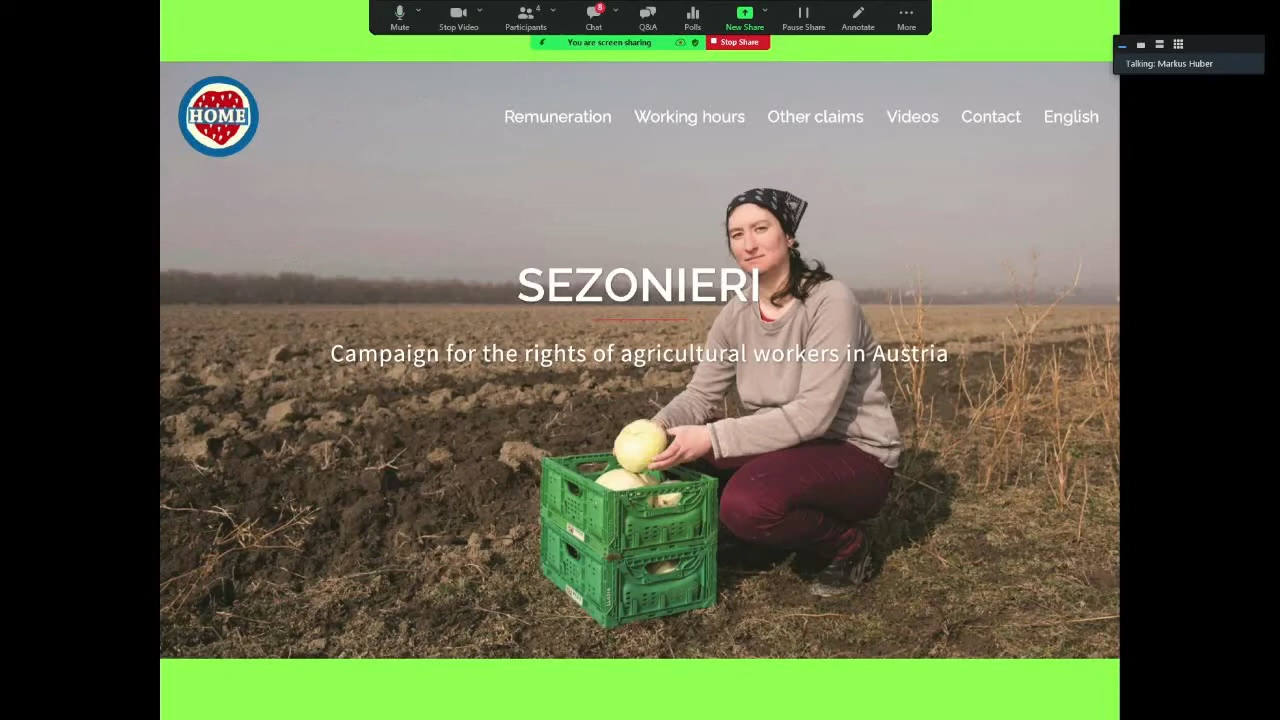 4
8
Mute
Stop Video
Participants
Chat
Q&A
Polls
New Share
Pause Share
Annotate
More
You are screen sharing
Stop Share
Talking: Markus Huber
HOME
Remuneration
Working hours
Other claims
Videos
Contact
English
SEZONIERI
Campaign for the rights of agricultural workers in Austria